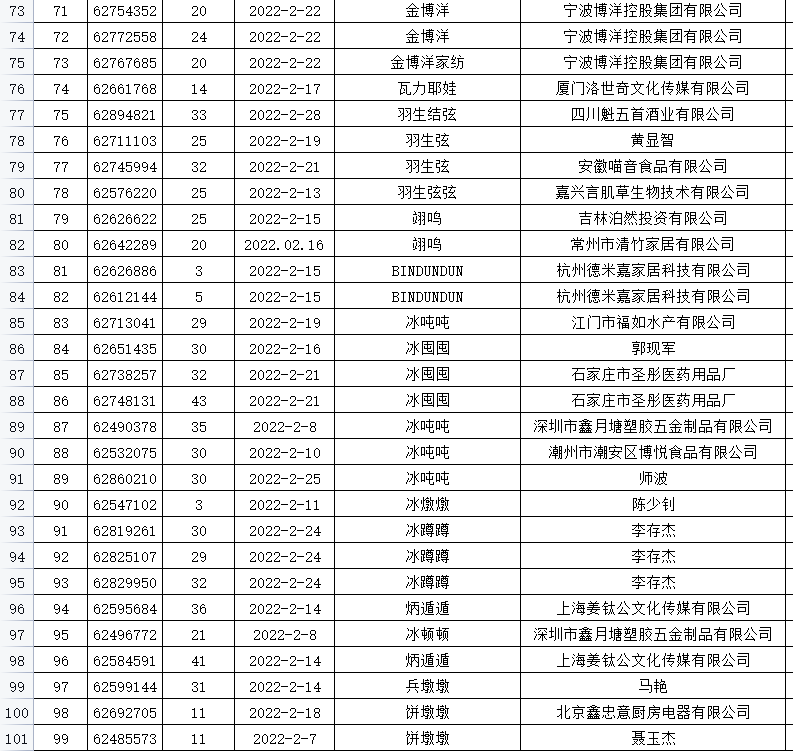 73 71 62754352 20 2022-2-22 金博洋 宁波博洋控股集团有限公司
74 72 62772558 24 2022-2-22 金博洋 宁波博洋控股集团有限公司
75 73 62767685 20 2022-2-22 金博洋家纺 宁波博洋控股集团有限公司
76 74 62661768 14 2022-2-17 瓦力耶娃 厦门洛世奇文化传媒有限公司
77 75 62894821 33 2022-2-28 羽生结弦 四川魁五首酒业有限公司
78 76 62711103 25 2022-2-19 羽生弦 黄显智
79 77 62745994 32 2022-2-21 羽生弦 安徽喵音食品有限公司
80 78 62576220 25 2022-2-13 羽生弦弦 嘉兴言肌草生物技术有限公司
81 79 62626622 25 2022-2-15 翊鸣 吉林泊然投资有限公司
82 80 62642289 20 2022.02.16 翊鸣 常州市清竹家居有限公司
83 81 62626886 3 2022-2-15 BINDUNDUN 杭州德米嘉家居科技有限公司
84 82 62612144 5 2022-2-15 BINDUNDUN 杭州德米嘉家居科技有限公司
85 83 62713041 29 2022-2-19 冰吨吨 江门市福如水产有限公司
86 84 62651435 30 2022-2-16 冰囤囤 郭现军
87 85 62738257 32 2022-2-21 冰囤囤 石家庄市圣彤医药用品厂
88 86 62748131 43 2022-2-21 冰囤囤 石家庄市圣彤医药用品厂
89 87 62490378 35 2022-2-8 冰吨吨 深圳市鑫月塘塑胶五金制品有限公司
90 88 62532075 30 2022-2-10 冰吨吨 潮州市潮安区博悦食品有限公司
91 89 62860210 30 2022-2-25 冰吨吨 师波
92 90 62547102 3 2022-2-11 冰燉燉 陈少钊
93 91 62819261 30 2022-2-24 冰蹲蹲 李存杰
94 92 62825107 29 2022-2-24 冰蹲蹲 李存杰
95 93 62829950 32 2022-2-24 冰蹲蹲 李存杰
96 94 62595684 36 2022-2-14 炳遁遁 上海姜钛公文化传媒有限公司
97 95 62496772 21 2022-2-8 冰顿顿 深圳市鑫月塘塑胶五金制品有限公司
98 96 62584591 41 2022-2-14 炳遁遁 上海姜钛公文化传媒有限公司
99 97 62599144 31 2022-2-14 兵墩墩 马艳
100 98 62692705 11 2022-2-18 饼墩墩 北京鑫忠意厨房电器有限公司
101 99 62485573 11 2022-2-7 饼墩墩 聂玉杰